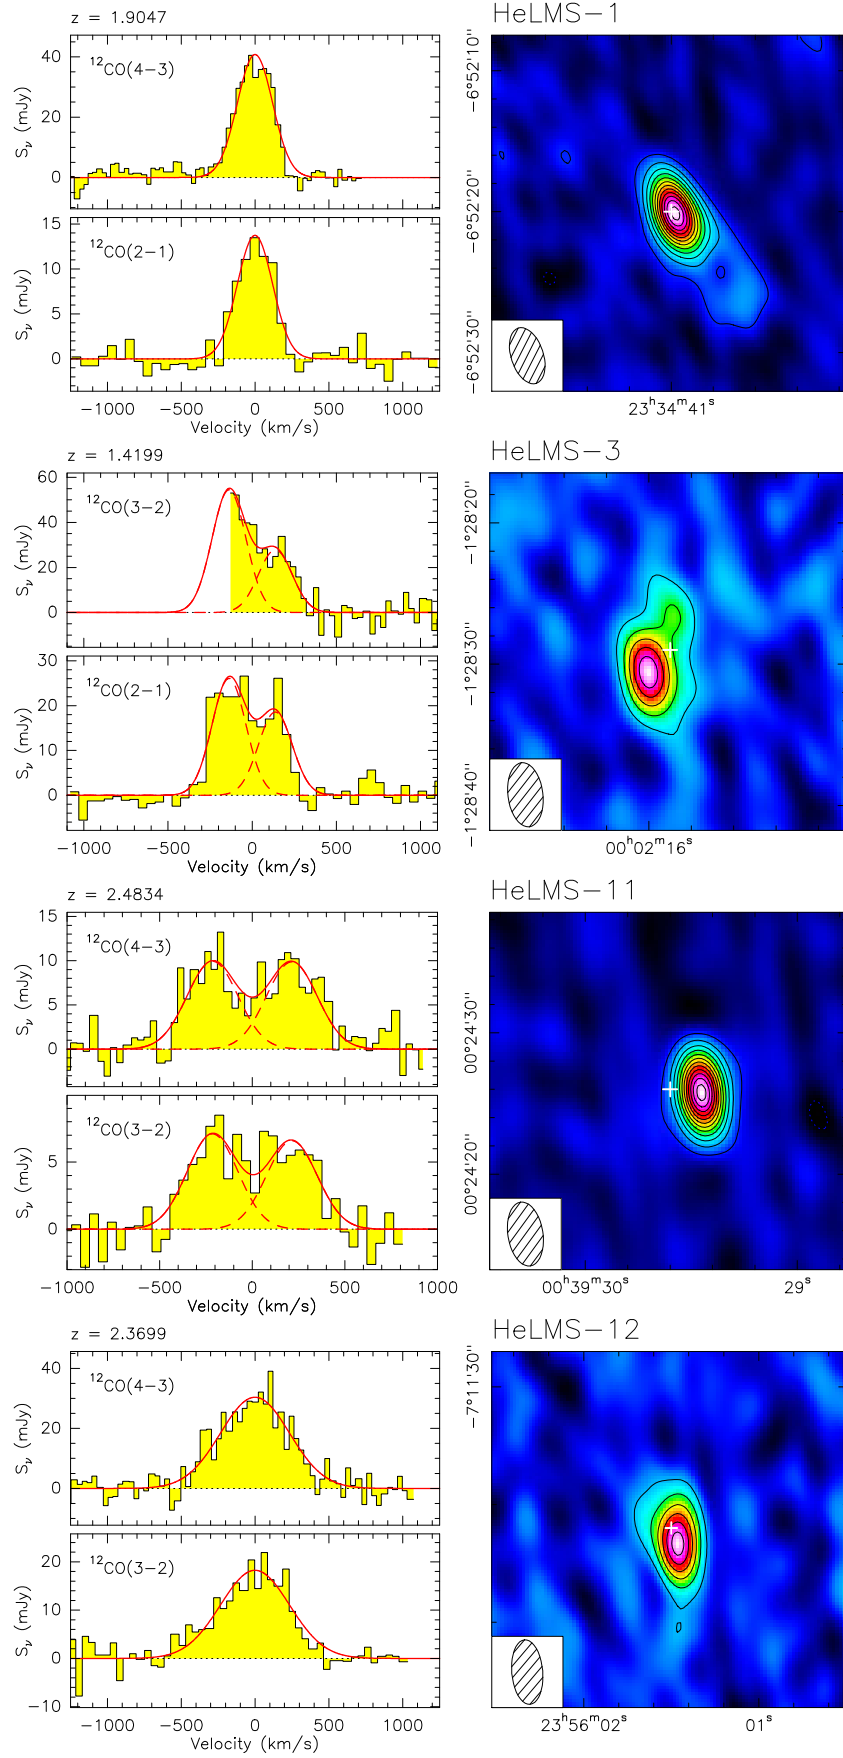 z = 1.9047
HeLMS−1
¹²CO(4−3)
S_ν (mJy)
40
20
0
¹²CO(2−1)
S_ν (mJy)
15
10
5
0
−1000 −500 0 500 1000
Velocity (km/s)
−6°52'10"
−6°52'20"
−6°52'30"
23ʰ34ᵐ41ˢ
z = 1.4199
HeLMS−3
¹²CO(3−2)
S_ν (mJy)
60
40
20
0
¹²CO(2−1)
S_ν (mJy)
30
20
10
0
−1000 −500 0 500 1000
Velocity (km/s)
−1°28'20"
−1°28'30"
−1°28'40"
00ʰ02ᵐ16ˢ
z = 2.4834
HeLMS−11
¹²CO(4−3)
S_ν (mJy)
15
10
5
0
¹²CO(3−2)
S_ν (mJy)
5
0
−1000 −500 0 500 1000
Velocity (km/s)
00°24'30"
00°24'20"
00ʰ39ᵐ30ˢ 29ˢ
z = 2.3699
HeLMS−12
¹²CO(4−3)
S_ν (mJy)
40
20
0
¹²CO(3−2)
S_ν (mJy)
20
10
0
−10
−1000 −500 0 500 1000
Velocity (km/s)
−7°11'30"
23ʰ56ᵐ02ˢ 01ˢ